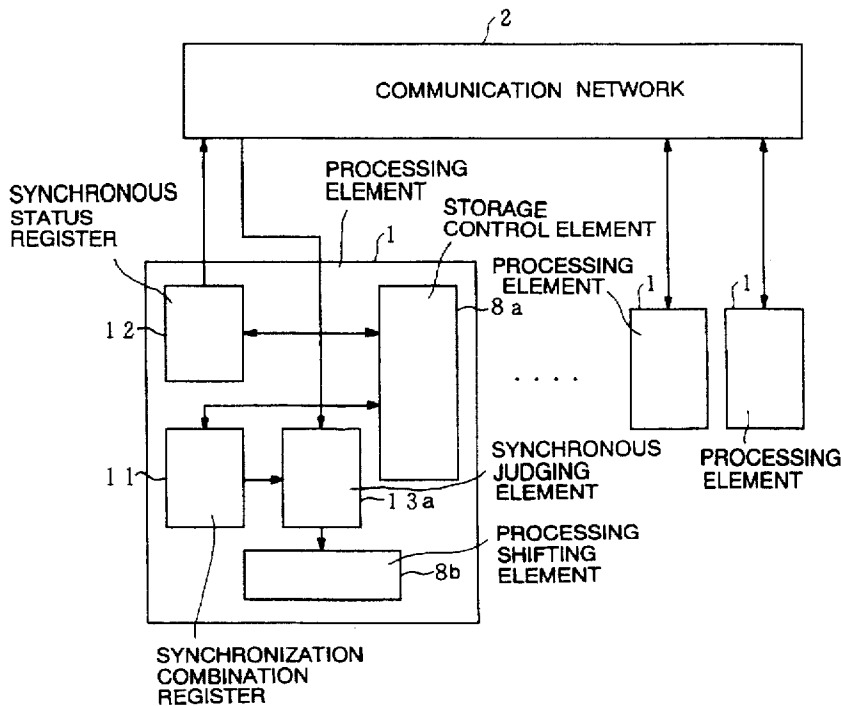 2
COMMUNICATION NETWORK
SYNCHRONOUS
STATUS
REGISTER
PROCESSING
ELEMENT
1
STORAGE
CONTROL ELEMENT
PROCESSING
ELEMENT
1
1
12
8a
. . . .
11
13a
SYNCHRONOUS
JUDGING
ELEMENT
PROCESSING
ELEMENT
8b
PROCESSING
SHIFTING
ELEMENT
SYNCHRONIZATION
COMBINATION
REGISTER